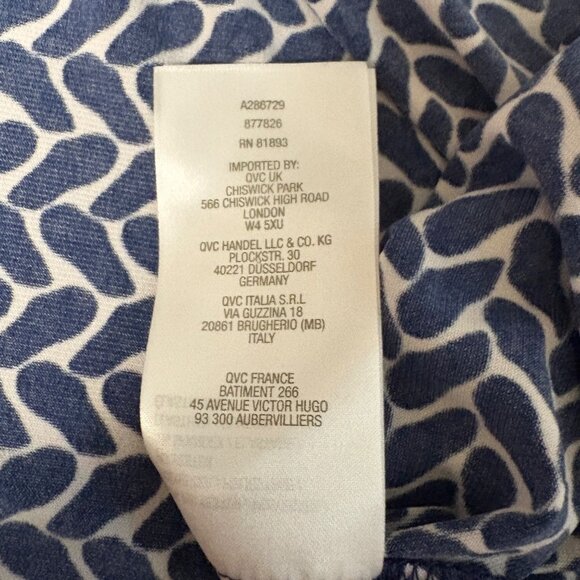 A286729
877826
RN 81893
IMPORTED BY:
QVC UK
CHISWICK PARK
566 CHISWICK HIGH ROAD
LONDON
W4 5XU
QVC HANDEL LLC & CO. KG
PLOCKSTR. 30
40221 DÜSSELDORF
GERMANY
QVC ITALIA S.R.L
VIA GUZZINA 18
20861 BRUGHERIO (MB)
ITALY
QVC FRANCE
BATIMENT 266
45 AVENUE VICTOR HUGO
93 300 AUBERVILLIERS